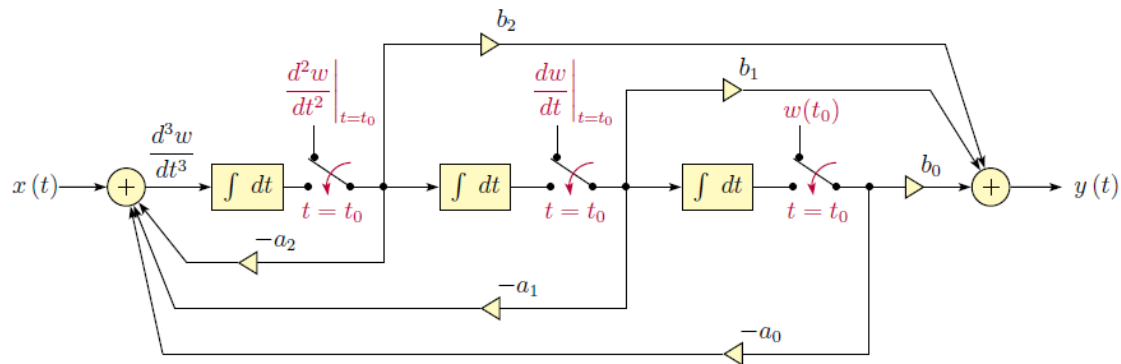 b₂
b₁
d²w/dt² |t=t₀
dw/dt |t=t₀
w(t₀)
d³w/dt³
b₀
x (t)
+
∫ dt
∫ dt
∫ dt
+
y (t)
t = t₀
t = t₀
t = t₀
−a₂
−a₁
−a₀